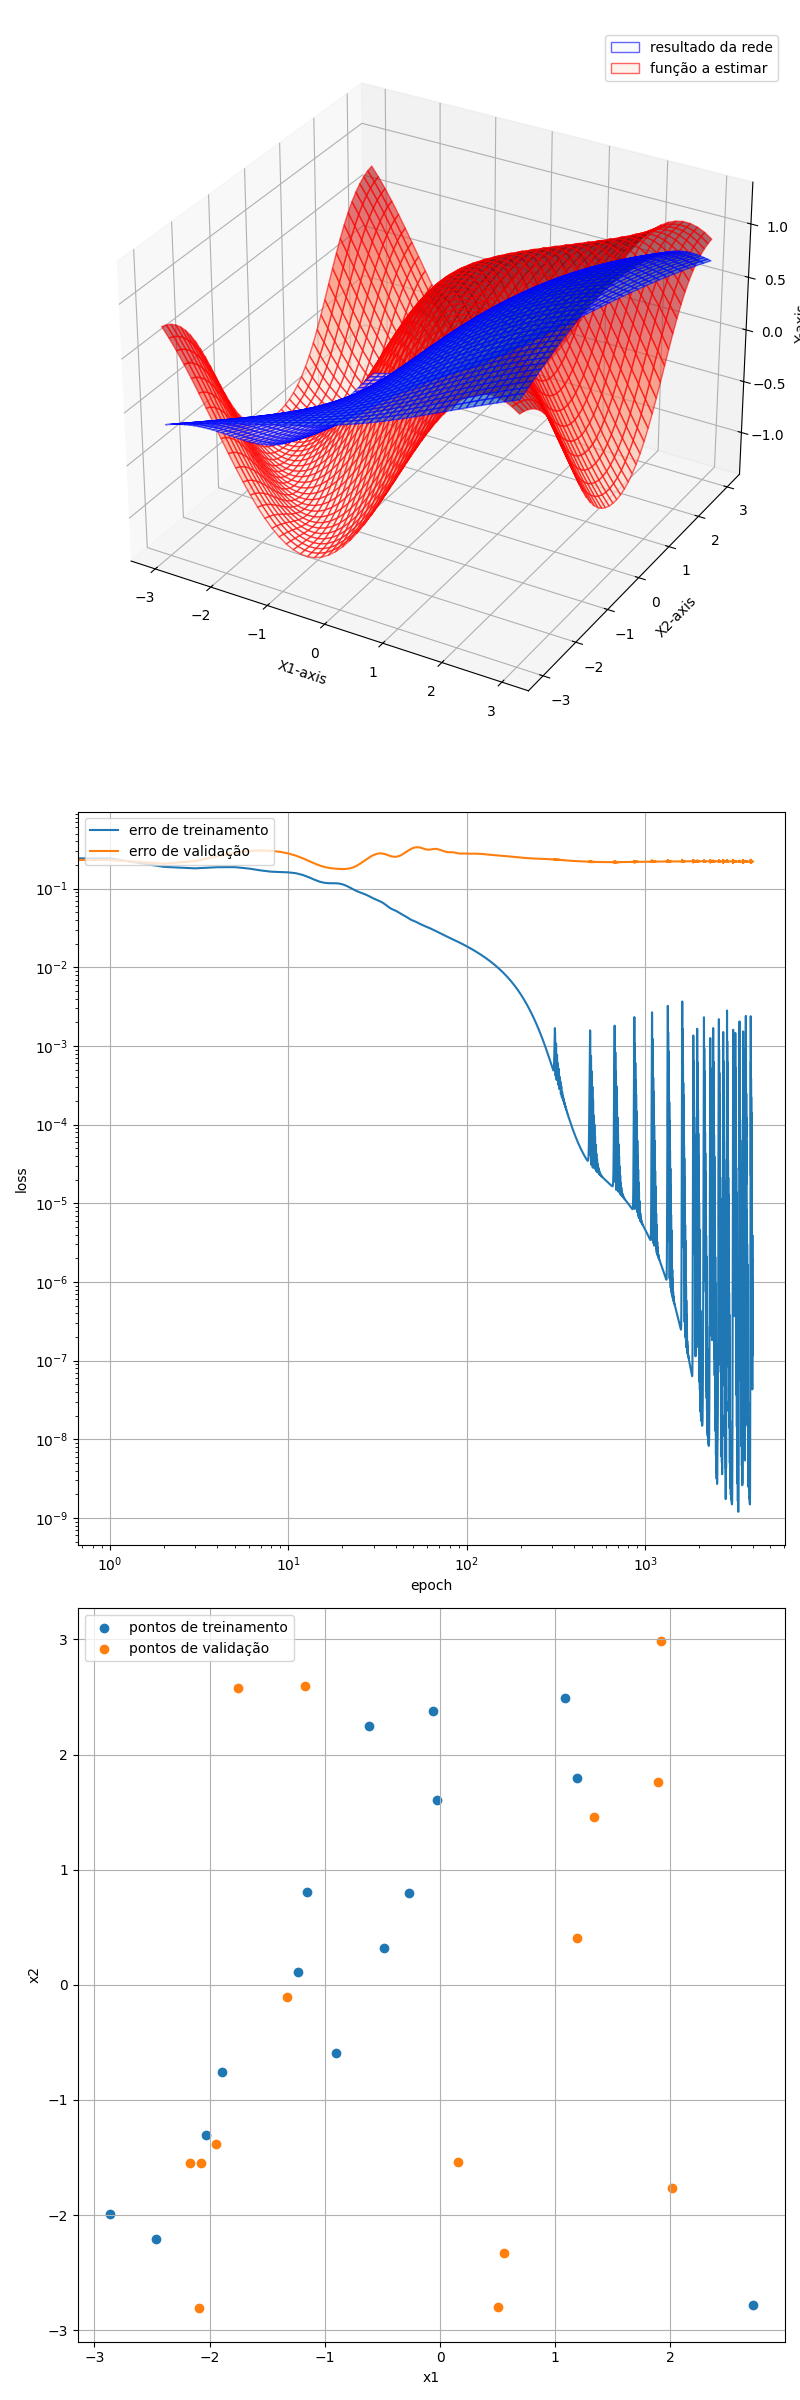 resultado da rede
função a estimar
1.0
0.5
0.0
−0.5
−1.0
3
2
1
0
−1
−2
−3
X2-axis
−3
−2
−1
0
1
2
3
X1-axis
erro de treinamento
erro de validação
10⁻¹
10⁻²
10⁻³
10⁻⁴
10⁻⁵
10⁻⁶
10⁻⁷
10⁻⁸
10⁻⁹
loss
10⁰ 10¹ 10² 10³
epoch
pontos de treinamento
pontos de validação
3
2
1
0
−1
−2
−3
x2
−3 −2 −1 0 1 2
x1